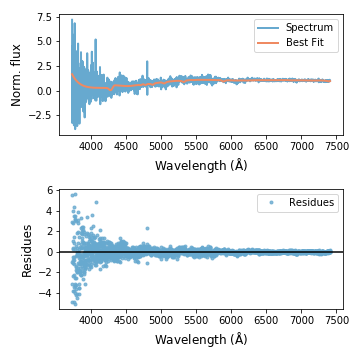 7.5
5.0
2.5
0.0
−2.5
Norm. flux
Spectrum
Best Fit
4000 4500 5000 5500 6000 6500 7000 7500
Wavelength (Å)
6
4
2
0
−2
−4
Residues
Residues
4000 4500 5000 5500 6000 6500 7000 7500
Wavelength (Å)